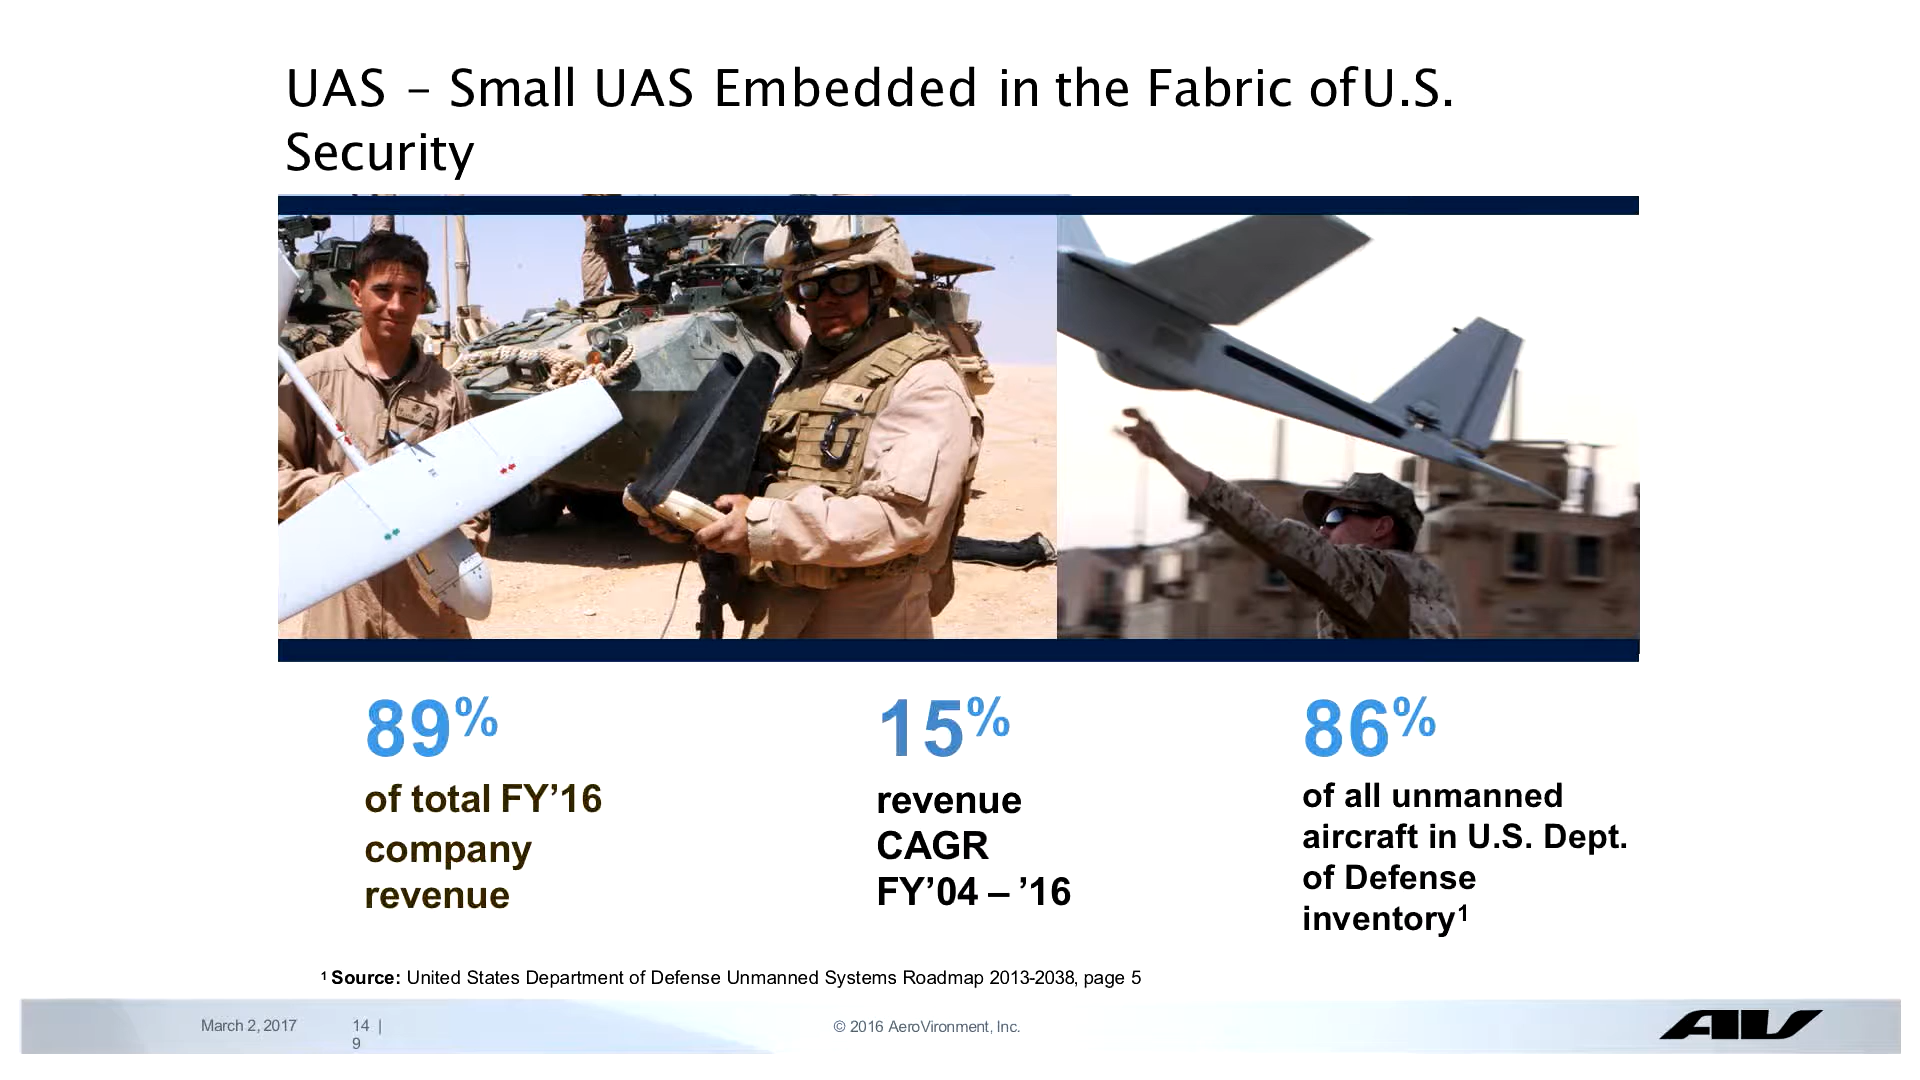 UAS – Small UAS Embedded in the Fabric ofU.S.
Security
89%
of total FY’16
company
revenue
15%
revenue
CAGR
FY’04 – ’16
86%
of all unmanned
aircraft in U.S. Dept.
of Defense
inventory¹
¹ Source: United States Department of Defense Unmanned Systems Roadmap 2013-2038, page 5
March 2, 2017
14 |
9
© 2016 AeroVironment, Inc.
AV